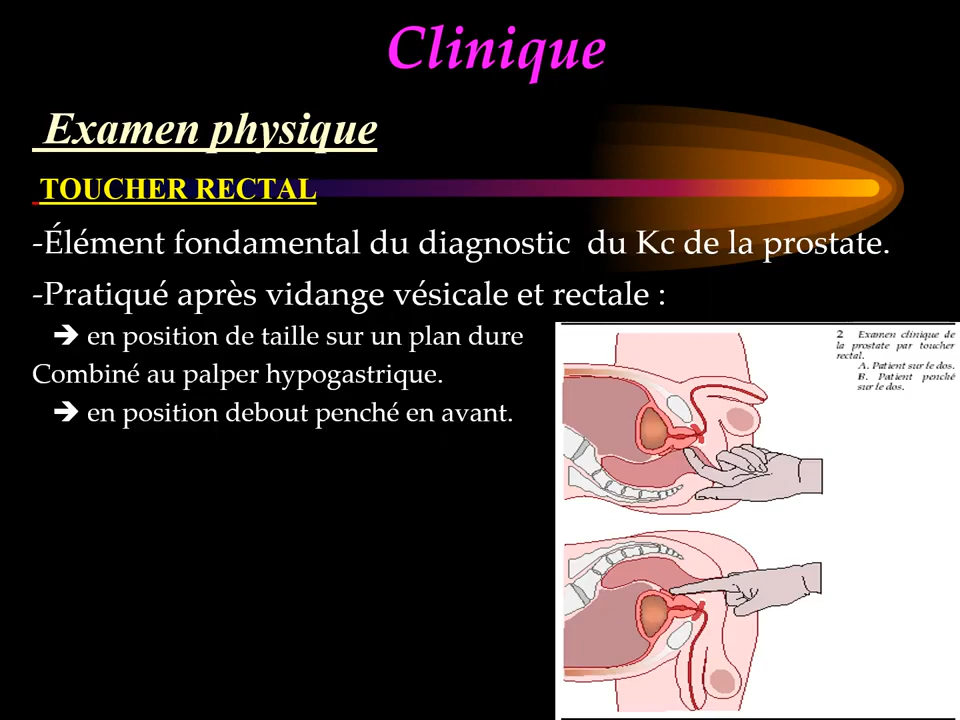 Clinique
Examen physique
TOUCHER RECTAL
-Élément fondamental du diagnostic du Kc de la prostate.
-Pratiqué après vidange vésicale et rectale :
➔ en position de taille sur un plan dure
Combiné au palper hypogastrique.
➔ en position debout penché en avant.
2 Examen clinique de
la prostate par toucher
rectal.
A. Patient sur le dos.
B. Patient penché
sur le dos.